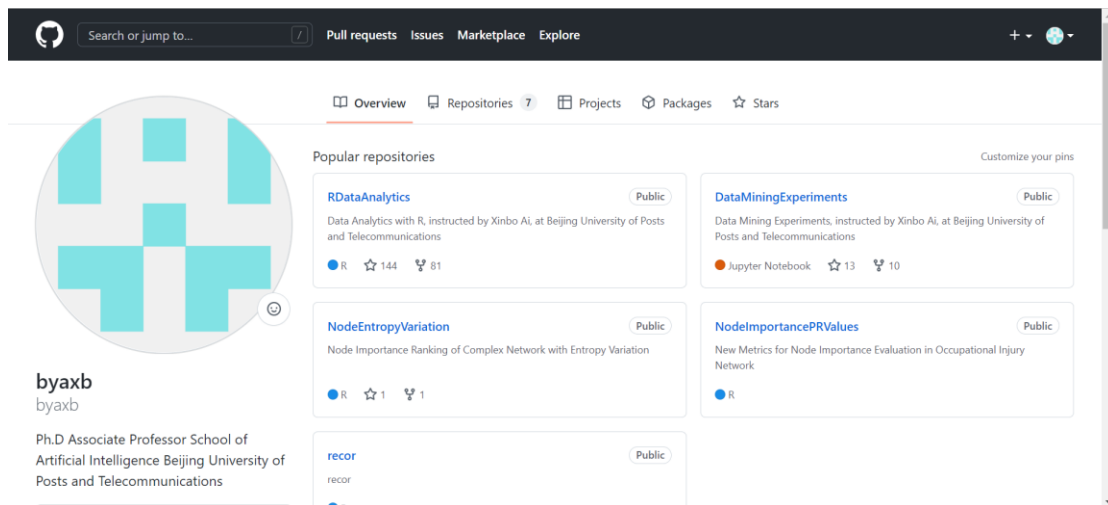 Search or jump to... /
Pull requests Issues Marketplace Explore
Overview Repositories 7 Projects Packages Stars
Popular repositories
Customize your pins
RDataAnalytics Public
Data Analytics with R, instructed by Xinbo Ai, at Beijing University of Posts
and Telecommunications
R 144 81
DataMiningExperiments Public
Data Mining Experiments, instructed by Xinbo Ai, at Beijing University of
Posts and Telecommunications
Jupyter Notebook 13 10
NodeEntropyVariation Public
Node Importance Ranking of Complex Network with Entropy Variation
R 1 1
NodeImportancePRValues Public
New Metrics for Node Importance Evaluation in Occupational Injury
Network
R
recor Public
recor
byaxb
byaxb
Ph.D Associate Professor School of
Artificial Intelligence Beijing University of
Posts and Telecommunications